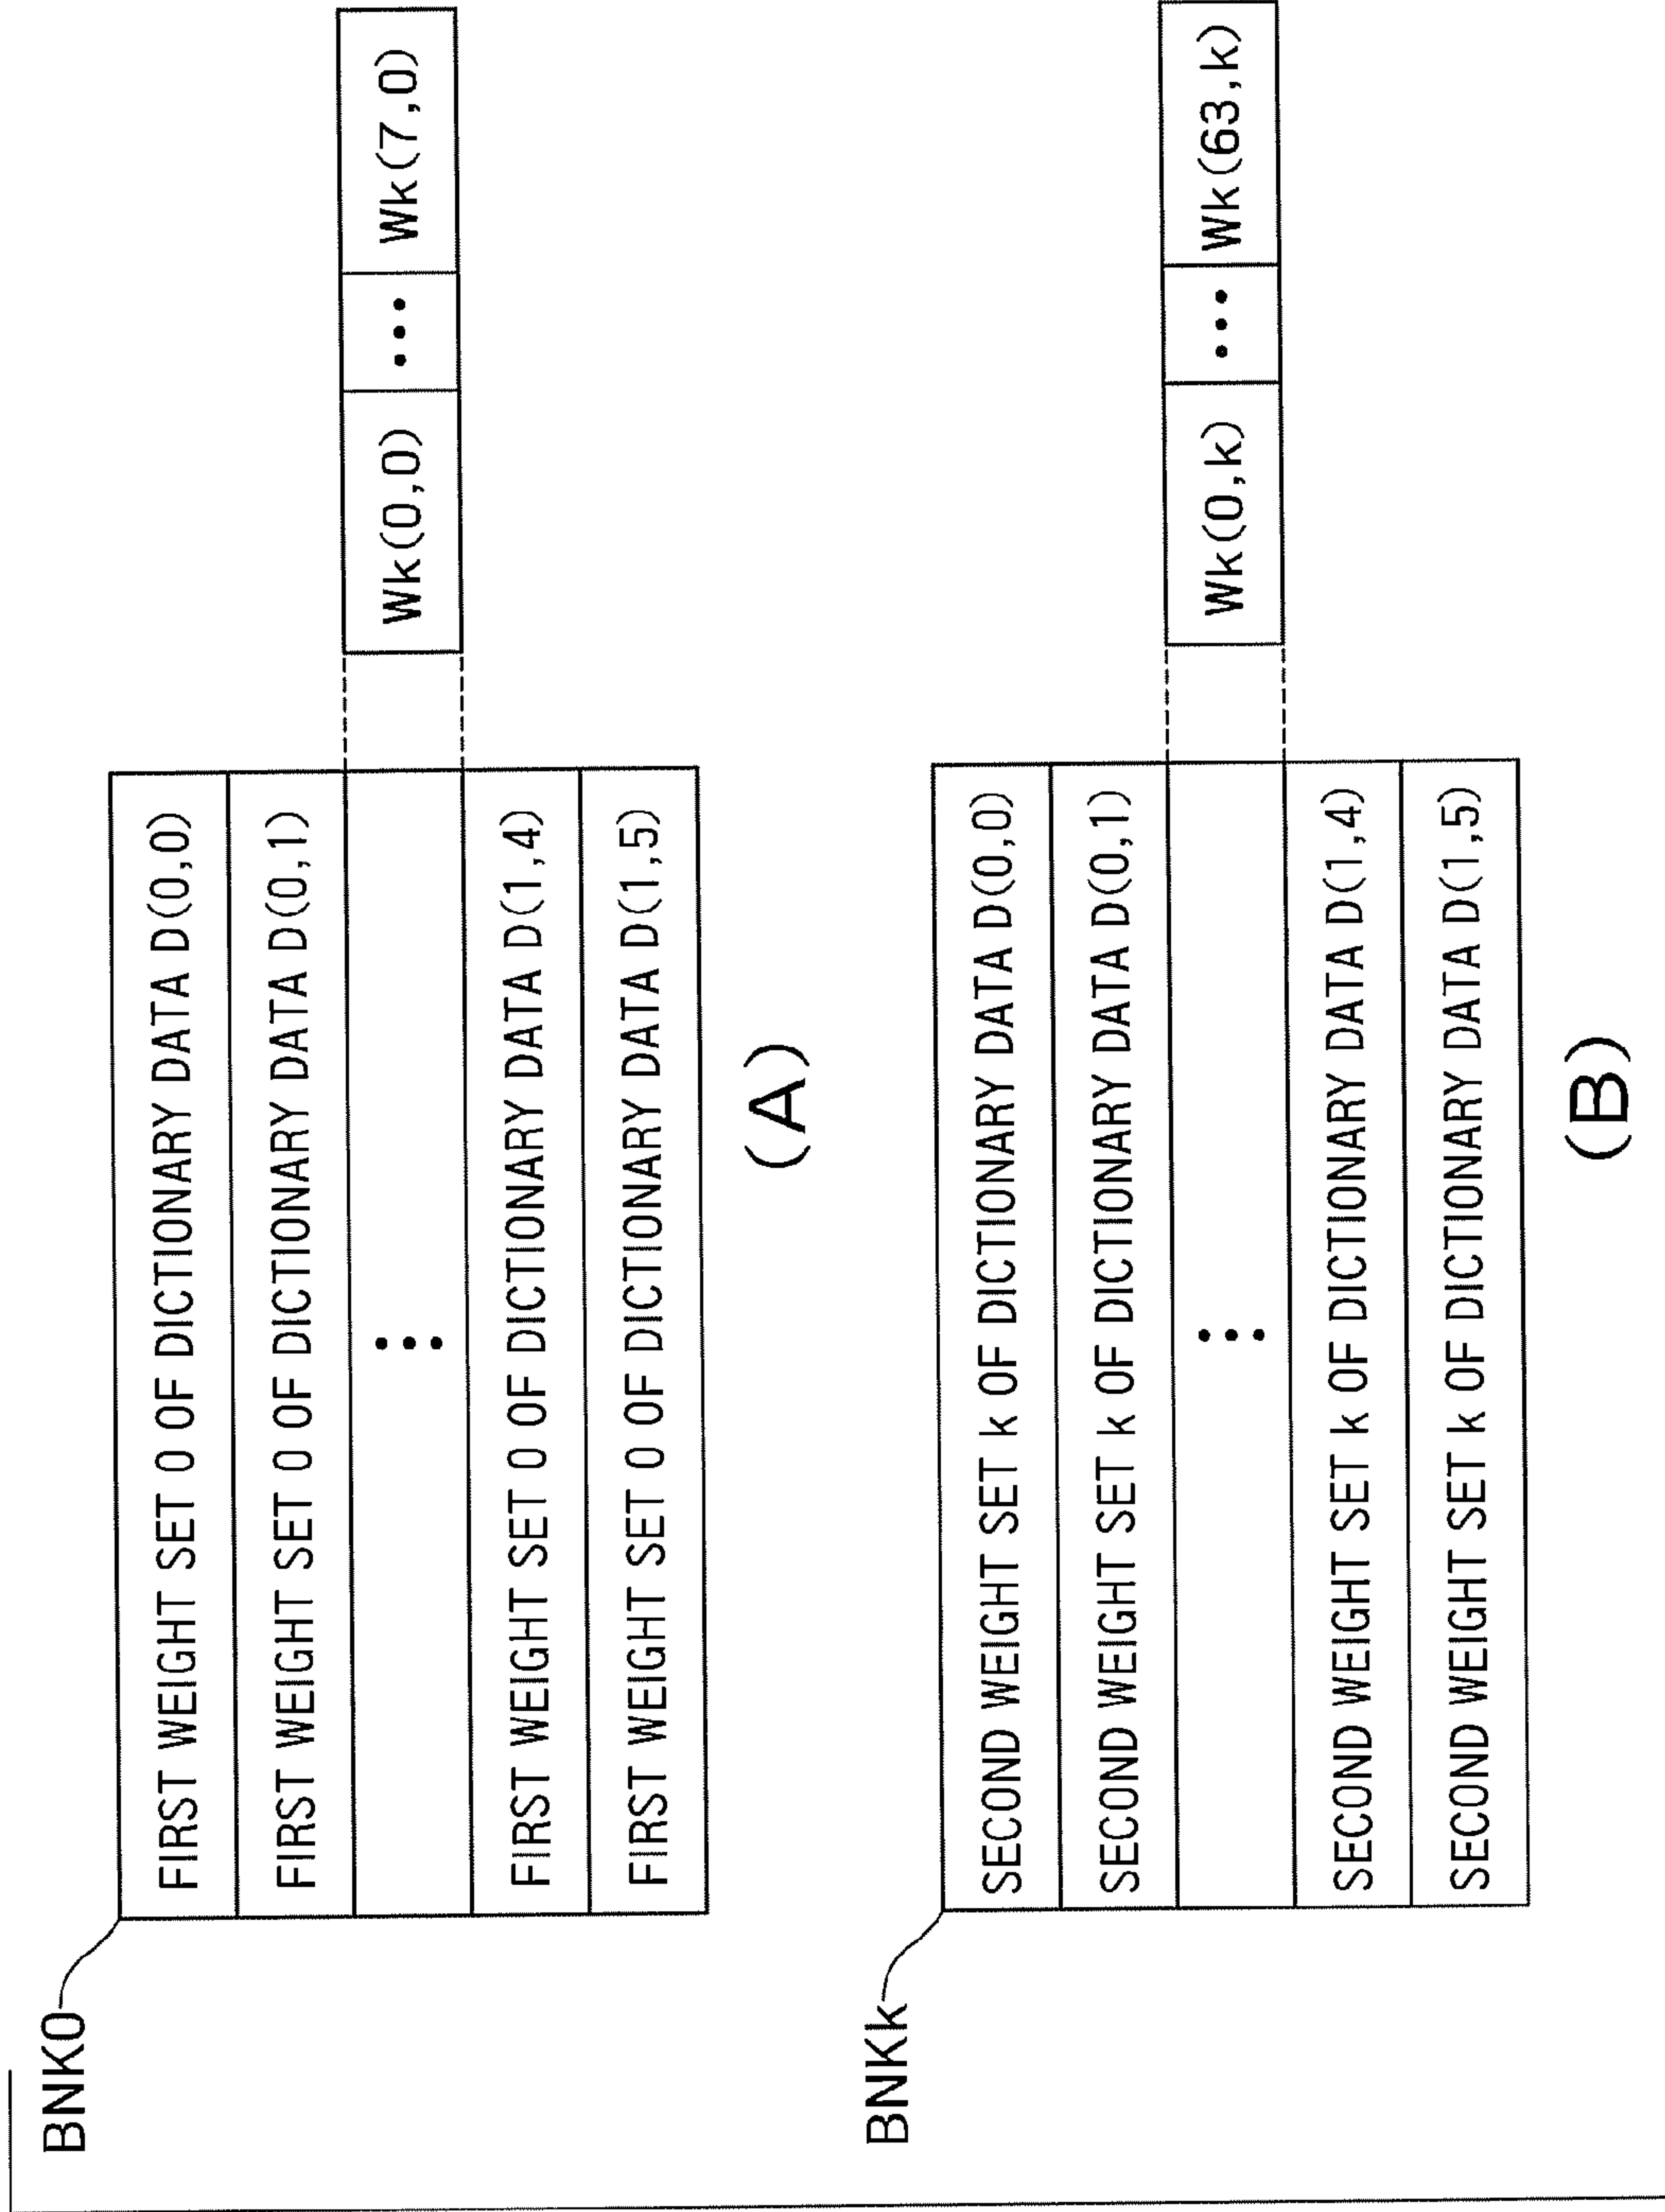 BNK0
FIRST WEIGHT SET 0 OF DICTIONARY DATA D(0,0)
FIRST WEIGHT SET 0 OF DICTIONARY DATA D(0,1)
⋮
Wk(0,0) ••• Wk(7,0)
FIRST WEIGHT SET 0 OF DICTIONARY DATA D(1,4)
FIRST WEIGHT SET 0 OF DICTIONARY DATA D(1,5)
(A)
BNKk
SECOND WEIGHT SET k OF DICTIONARY DATA D(0,0)
SECOND WEIGHT SET k OF DICTIONARY DATA D(0,1)
⋮
Wk(0,k) ••• Wk(63,k)
SECOND WEIGHT SET k OF DICTIONARY DATA D(1,4)
SECOND WEIGHT SET k OF DICTIONARY DATA D(1,5)
(B)